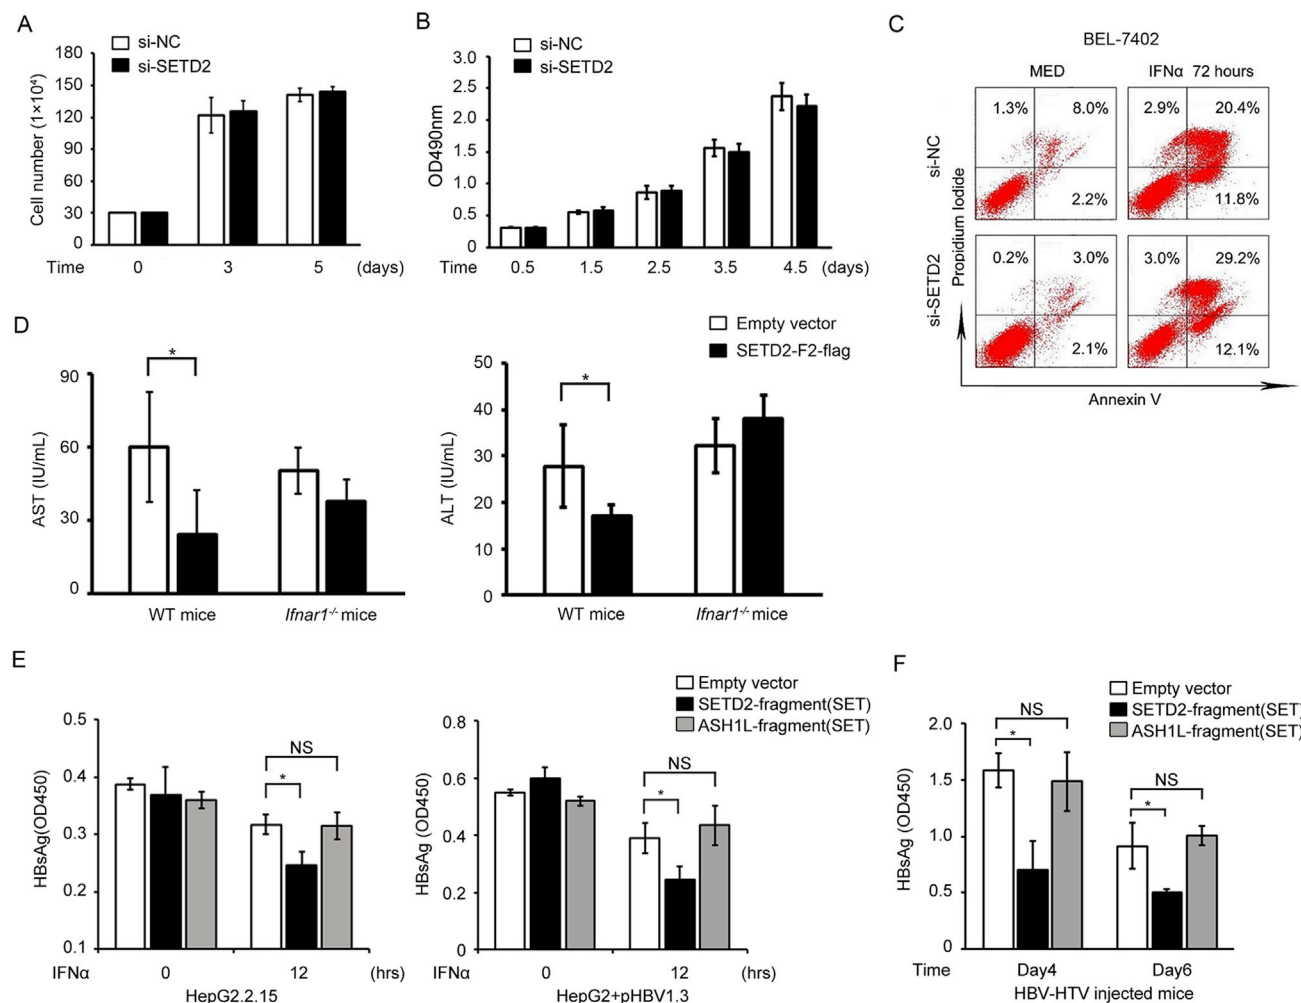 A
si-NC
si-SETD2
Cell number (1×10⁴)
180
150
120
90
60
30
0
Time 0 3 5 (days)
B
si-NC
si-SETD2
OD490nm
3.0
2.5
2.0
1.5
1.0
0.5
0
Time 0.5 1.5 2.5 3.5 4.5 (days)
C
BEL-7402
MED IFNα 72 hours
si-NC
1.3% 8.0% 2.9% 20.4%
2.2% 11.8%
si-SETD2
0.2% 3.0% 3.0% 29.2%
2.1% 12.1%
Propidium Iodide
Annexin V
D
AST (IU/mL)
90
60
30
0
*
WT mice Ifnar1-/- mice
Empty vector
SETD2-F2-flag
ALT (IU/mL)
50
40
30
20
10
0
*
WT mice Ifnar1-/- mice
E
HBsAg(OD450)
0.5
0.4
0.3
0.2
0.1
NS
*
IFNα 0 12 (hrs)
HepG2.2.15
Empty vector
SETD2-fragment(SET)
ASH1L-fragment(SET)
HBsAg (OD450)
0.8
0.6
0.4
0.2
0
NS
*
IFNα 0 12 (hrs)
HepG2+pHBV1.3
F
Empty vector
SETD2-fragment(SET)
ASH1L-fragment(SET)
HBsAg (OD450)
2.0
1.5
1.0
0.5
0
NS
*
NS
*
Time Day4 Day6
HBV-HTV injected mice